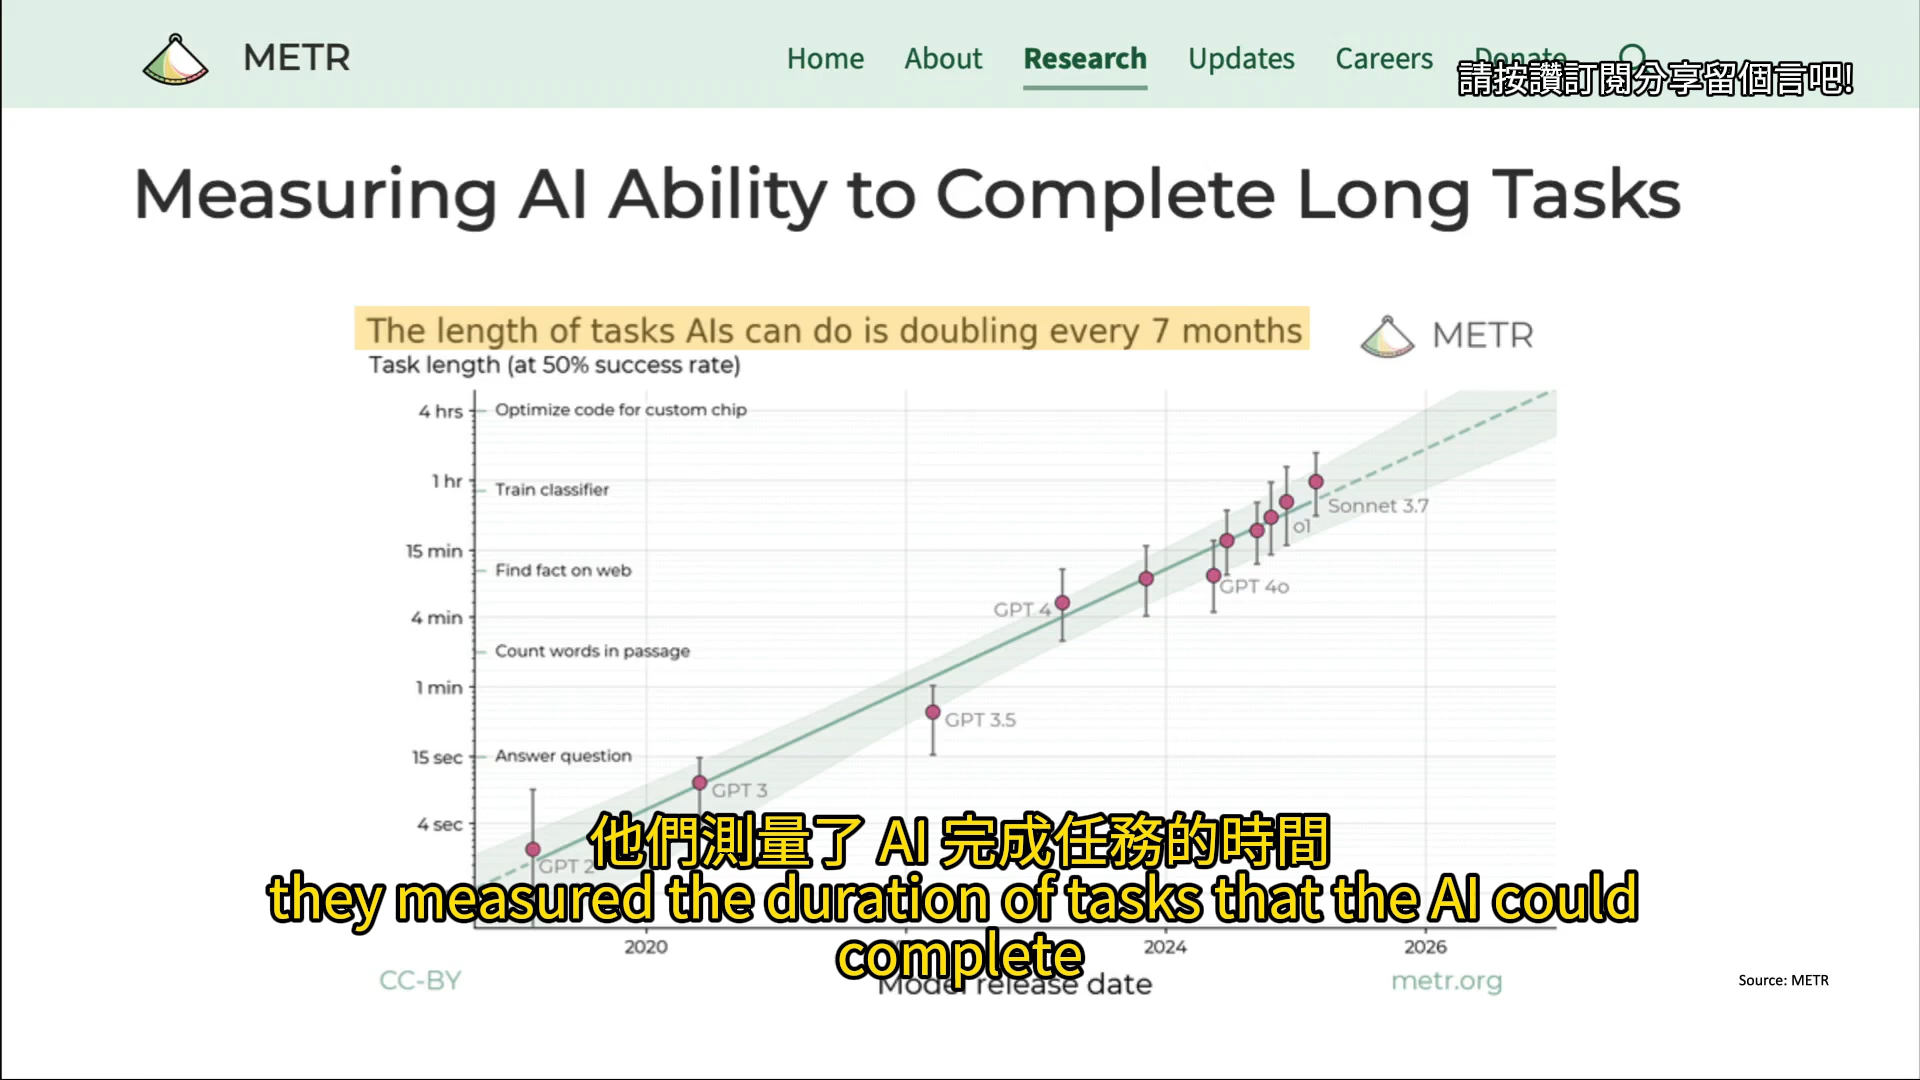 METR
Home About Research Updates Careers Donate
請按讚訂閱分享留個言吧!
Measuring AI Ability to Complete Long Tasks
The length of tasks AIs can do is doubling every 7 months
METR
Task length (at 50% success rate)
4 hrs
Optimize code for custom chip
1 hr
Train classifier
Sonnet 3.7
o1
15 min
Find fact on web
GPT 4o
GPT 4
4 min
Count words in passage
1 min
GPT 3.5
15 sec
Answer question
GPT 3
4 sec
GPT 2
他們測量了 AI 完成任務的時間
they measured the duration of tasks that the AI could
complete
2020
2024
2026
Model release date
CC-BY
metr.org
Source: METR